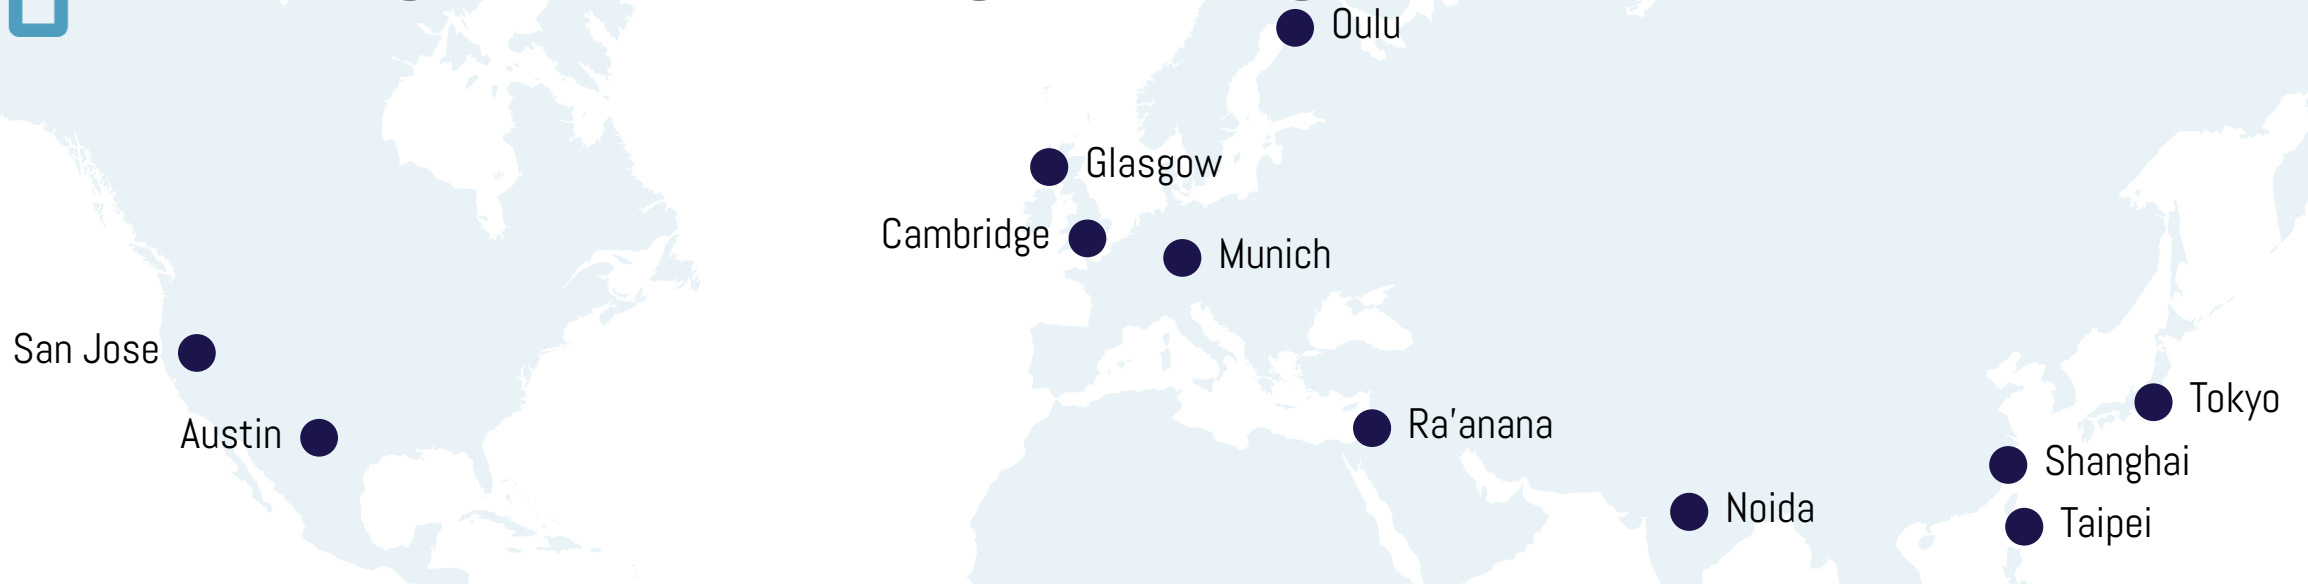 Oulu
Glasgow
Cambridge
Munich
San Jose
Austin
Ra'anana
Tokyo
Shanghai
Noida
Taipei